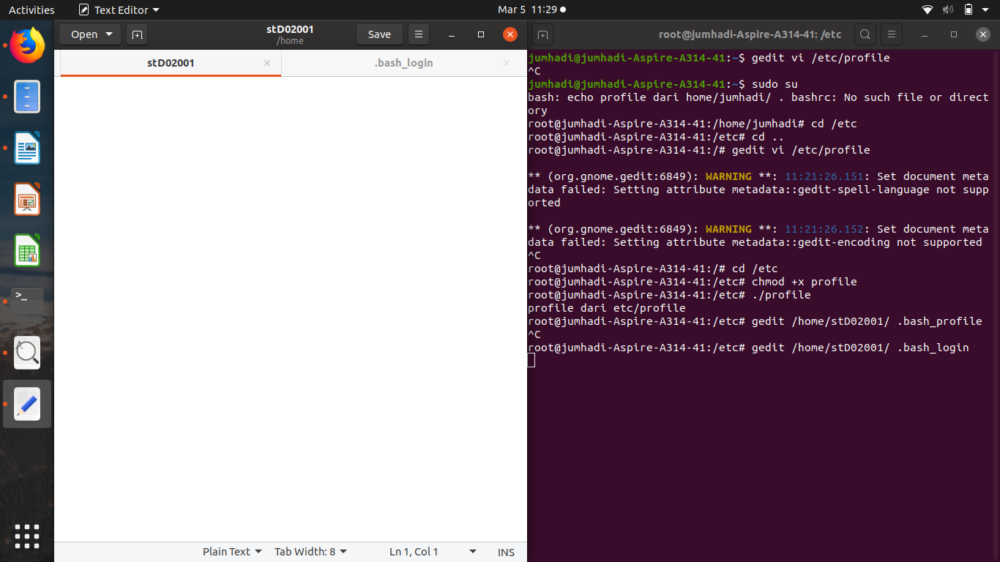 Activities
Text Editor
Mar 5 11:29
Open
stD02001
/home
Save
root@jumhadi-Aspire-A314-41: /etc
stD02001
.bash_login
jumhadi@jumhadi-Aspire-A314-41:~$ gedit vi /etc/profile
^C
jumhadi@jumhadi-Aspire-A314-41:~$ sudo su
bash: echo profile dari home/jumhadi/ . bashrc: No such file or direct
ory
root@jumhadi-Aspire-A314-41:/home/jumhadi# cd /etc
root@jumhadi-Aspire-A314-41:/etc# cd ..
root@jumhadi-Aspire-A314-41:/# gedit vi /etc/profile
** (org.gnome.gedit:6849): WARNING **: 11:21:26.151: Set document meta
data failed: Setting attribute metadata::gedit-spell-language not supp
orted
** (org.gnome.gedit:6849): WARNING **: 11:21:26.152: Set document meta
data failed: Setting attribute metadata::gedit-encoding not supported
^C
root@jumhadi-Aspire-A314-41:/# cd /etc
root@jumhadi-Aspire-A314-41:/etc# chmod +x profile
root@jumhadi-Aspire-A314-41:/etc# ./profile
profile dari etc/profile
root@jumhadi-Aspire-A314-41:/etc# gedit /home/stD02001/ .bash_profile
^C
root@jumhadi-Aspire-A314-41:/etc# gedit /home/stD02001/ .bash_login
Plain Text
Tab Width: 8
Ln 1, Col 1
INS